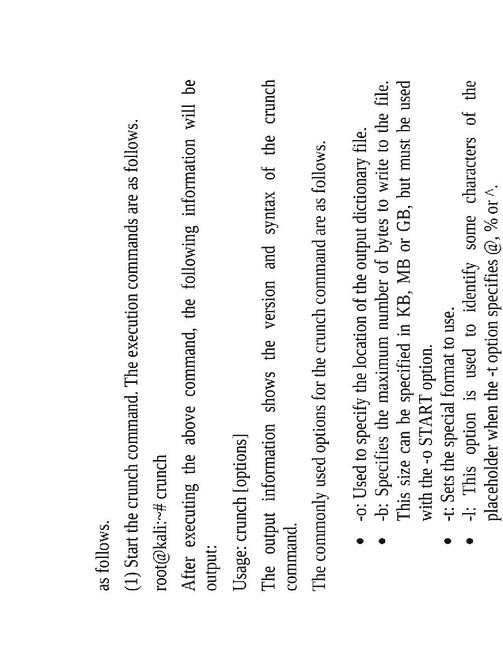 as follows.
(1) Start the crunch command. The execution commands are as follows.
root@kali:~# crunch
After executing the above command, the following information will be
output:
Usage: crunch [options]
The output information shows the version and syntax of the crunch
command.
The commonly used options for the crunch command are as follows.
• -o: Used to specify the location of the output dictionary file.
• -b: Specifies the maximum number of bytes to write to the file.
This size can be specified in KB, MB or GB, but must be used
with the -o START option.
• -t: Sets the special format to use.
• -l: This option is used to identify some characters of the
placeholder when the -t option specifies @, % or ^.